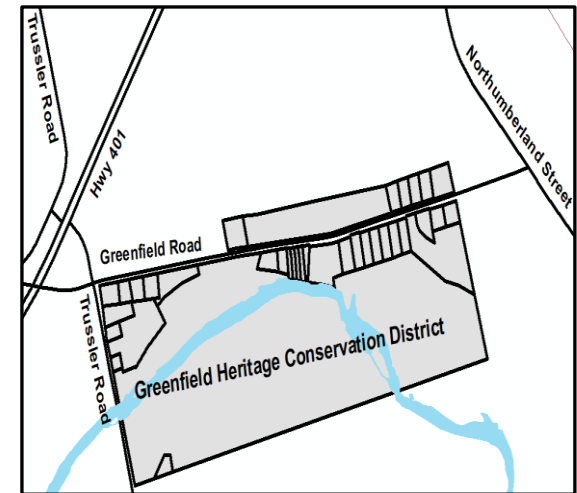 Trussler Road
Hwy 401
Northumberland Street
Greenfield Road
Trussler Road
Greenfield Heritage Conservation District